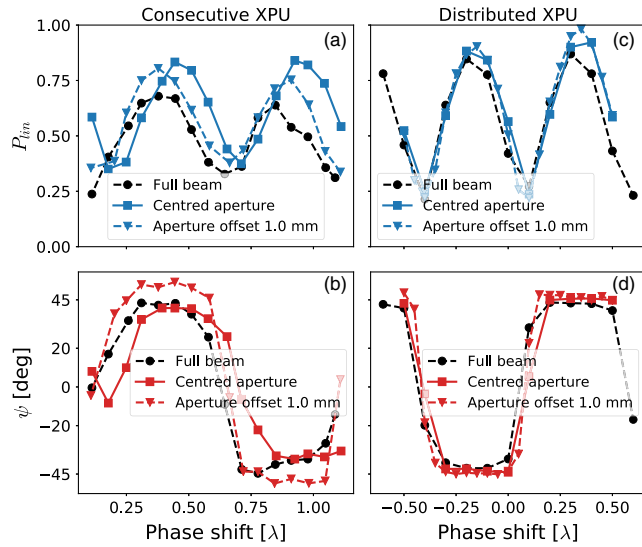 Consecutive XPU
Distributed XPU
(a)
(c)
1.00
0.75
0.50
0.25
0.00
P_lin
Full beam
Centred aperture
Aperture offset 1.0 mm
Full beam
Centred aperture
Aperture offset 1.0 mm
(b)
(d)
45
20
0
−20
−45
ψ [deg]
Full beam
Centred aperture
Aperture offset 1.0 mm
Full beam
Centred aperture
Aperture offset 1.0 mm
0.25 0.50 0.75 1.00
−0.50 −0.25 0.00 0.25 0.50
Phase shift [λ]
Phase shift [λ]